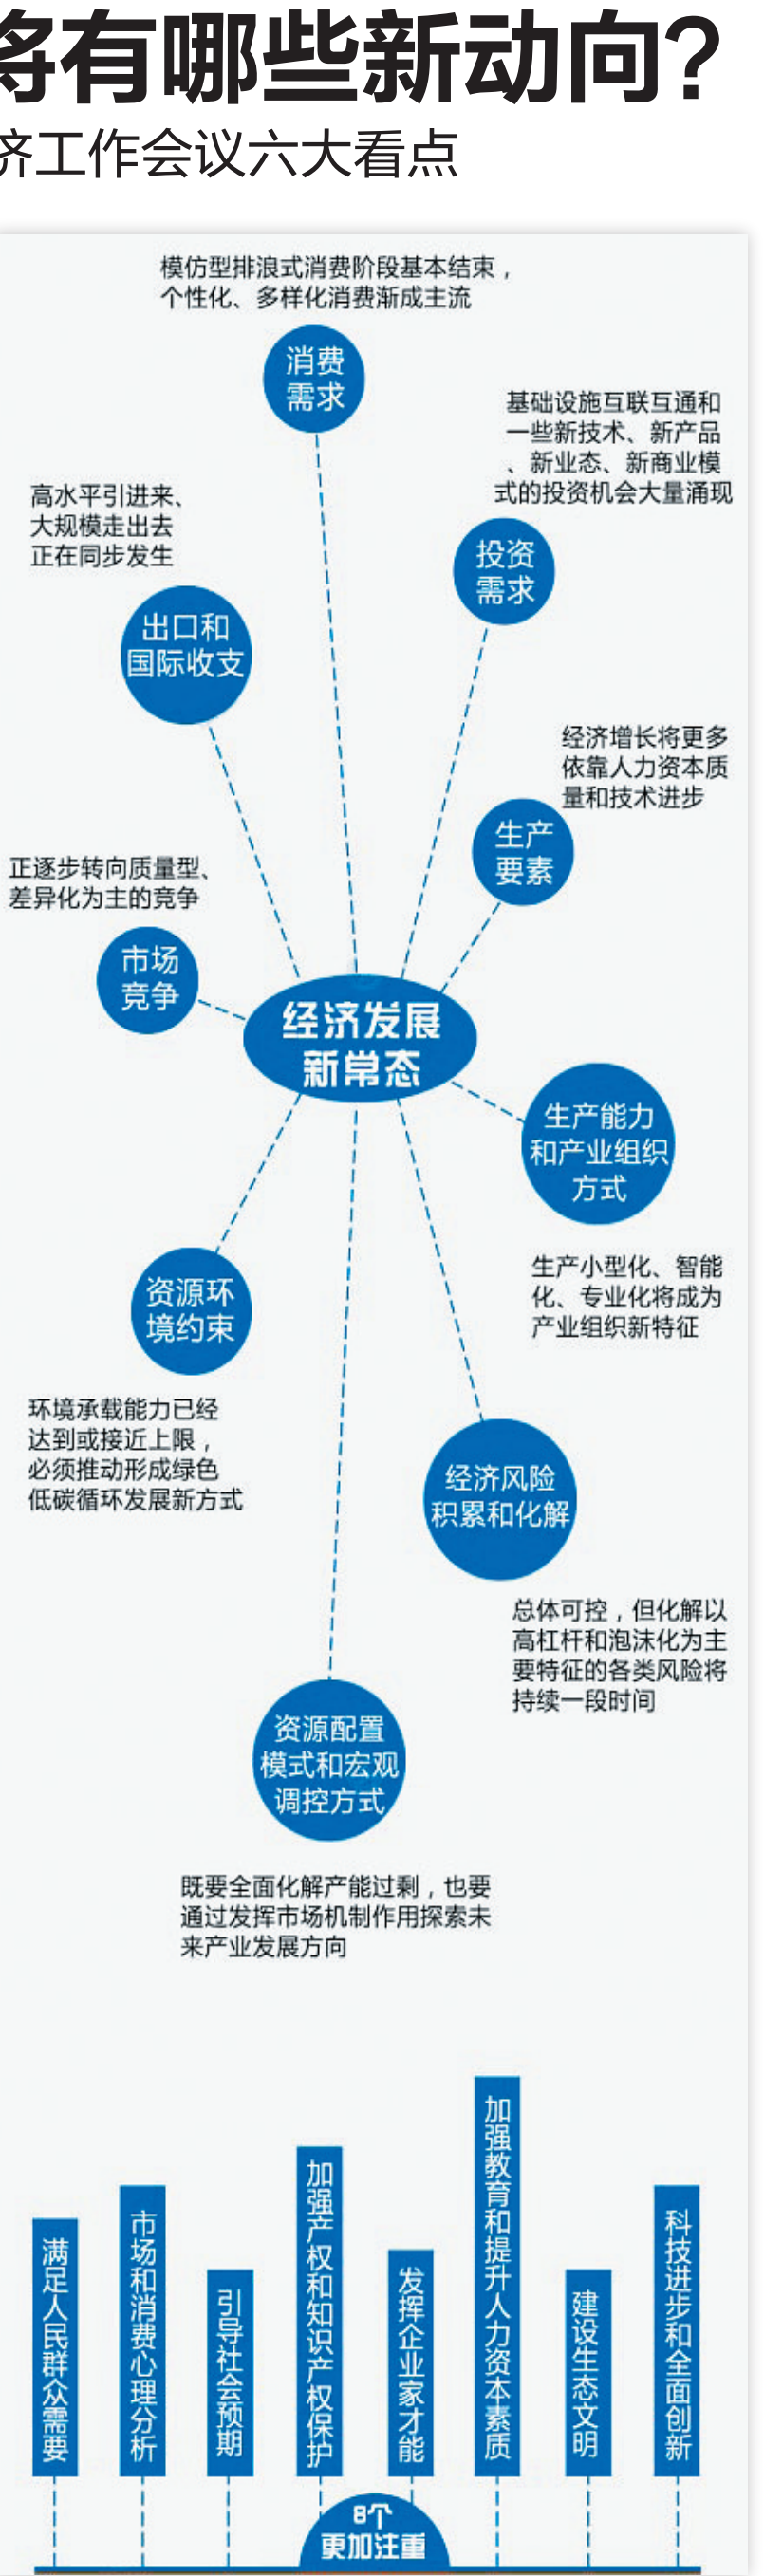 将有哪些新动向?
济工作会议六大看点
模仿型排浪式消费阶段基本结束，
个性化、多样化消费渐成主流
消费
需求
基础设施互联互通和
一些新技术、新产品
、新业态、新商业模
式的投资机会大量涌现
投资
需求
高水平引进来、
大规模走出去
正在同步发生
出口和
国际收支
经济增长将更多
依靠人力资本质
量和技术进步
生产
要素
正逐步转向质量型、
差异化为主的竞争
市场
竞争
经济发展
新常态
生产能力
和产业组织
方式
生产小型化、智能
化、专业化将成为
产业组织新特征
资源环
境约束
环境承载能力已经
达到或接近上限，
必须推动形成绿色
低碳循环发展新方式
经济风险
积累和化解
总体可控，但化解以
高杠杆和泡沫化为主
要特征的各类风险将
持续一段时间
资源配置
模式和宏观
调控方式
既要全面化解产能过剩，也要
通过发挥市场机制作用探索未
来产业发展方向
满足人民群众需要
市场和消费心理分析
引导社会预期
加强产权和知识产权保护
发挥企业家才能
加强教育和提升人力资本素质
建设生态文明
科技进步和全面创新
8个
更加注重